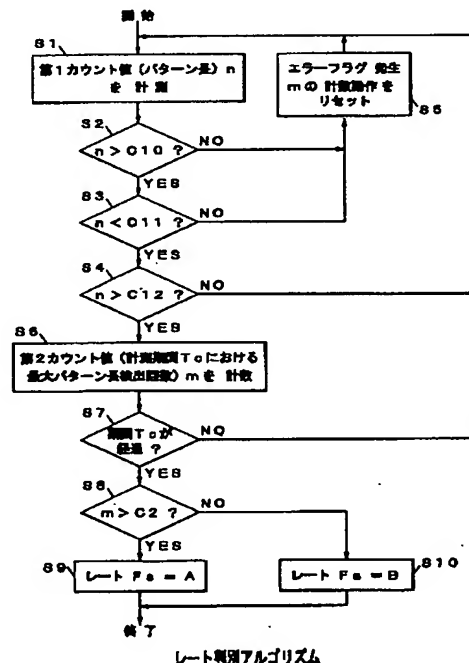 開始
S1
第1カウント値(パターン長)n
を 計測
エラーフラグ 発生
mの 計数動作を
リセット
S5
S2
n>C10 ?
NO
YES
S3
n<C11 ?
NO
YES
S4
n>C12 ?
NO
YES
S6
第2カウント値(計測期間Tcにおける
最大パターン長検出回数)mを 計数
S7
期間Tcが
経過 ?
NO
YES
S8
m>C2 ?
NO
YES
S9
レート Fs = A
レート Fs = B
S10
終了
レート判別アルゴリズム